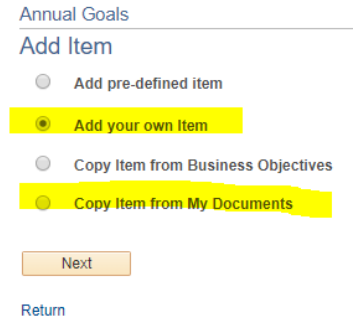 Annual Goals
Add Item
Add pre-defined item
Add your own Item
Copy Item from Business Objectives
Copy Item from My Documents
Next
Return